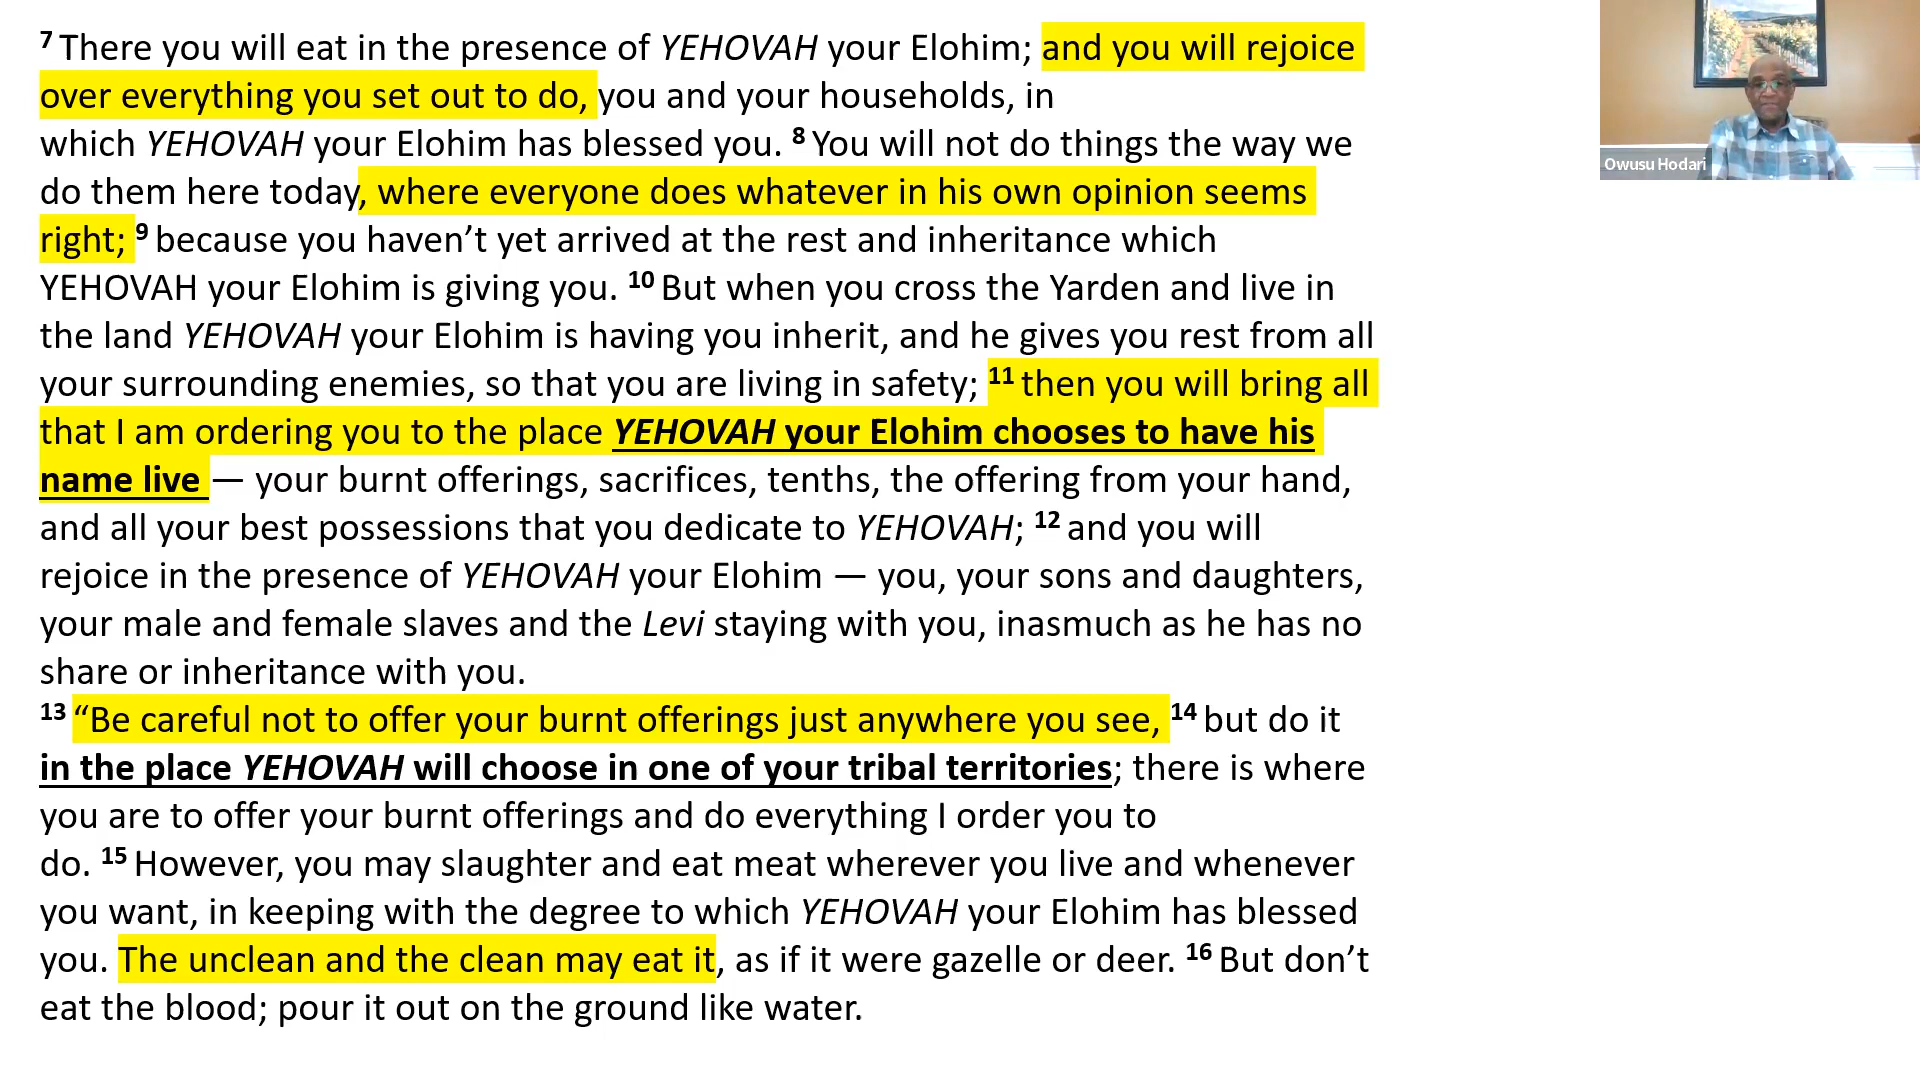 7 There you will eat in the presence of YEHOVAH your Elohim; and you will rejoice
over everything you set out to do, you and your households, in
which YEHOVAH your Elohim has blessed you. 8 You will not do things the way we
do them here today, where everyone does whatever in his own opinion seems
right; 9 because you haven’t yet arrived at the rest and inheritance which
YEHOVAH your Elohim is giving you. 10 But when you cross the Yarden and live in
the land YEHOVAH your Elohim is having you inherit, and he gives you rest from all
your surrounding enemies, so that you are living in safety; 11 then you will bring all
that I am ordering you to the place YEHOVAH your Elohim chooses to have his
name live — your burnt offerings, sacrifices, tenths, the offering from your hand,
and all your best possessions that you dedicate to YEHOVAH; 12 and you will
rejoice in the presence of YEHOVAH your Elohim — you, your sons and daughters,
your male and female slaves and the Levi staying with you, inasmuch as he has no
share or inheritance with you.
13 “Be careful not to offer your burnt offerings just anywhere you see, 14 but do it
in the place YEHOVAH will choose in one of your tribal territories; there is where
you are to offer your burnt offerings and do everything I order you to
do. 15 However, you may slaughter and eat meat wherever you live and whenever
you want, in keeping with the degree to which YEHOVAH your Elohim has blessed
you. The unclean and the clean may eat it, as if it were gazelle or deer. 16 But don’t
eat the blood; pour it out on the ground like water.
Owusu Hodari